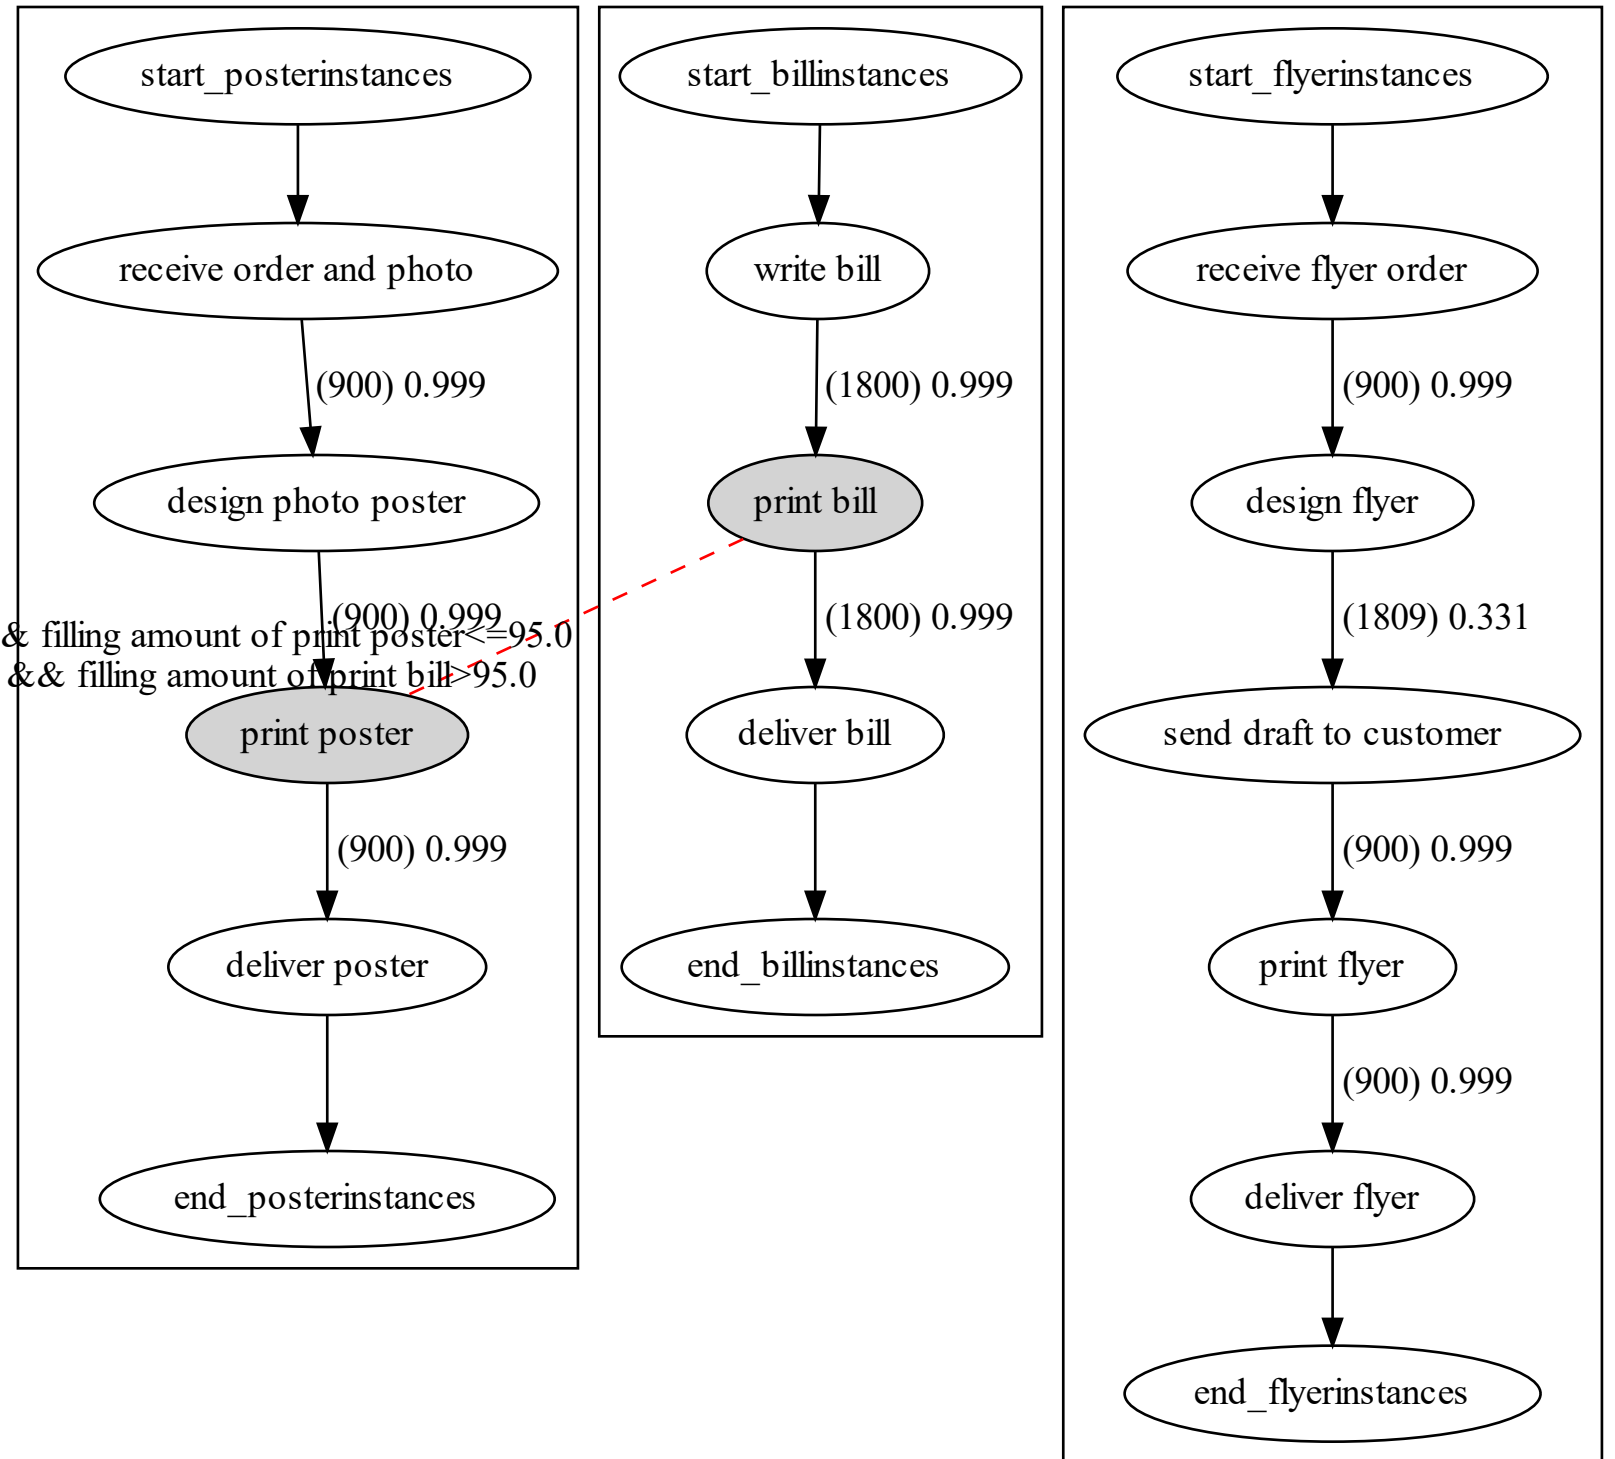 start_posterinstances
receive order and photo
(900) 0.999
design photo poster
(900) 0.999
& filling amount of print poster<=95.0
&& filling amount of print bill>95.0
print poster
(900) 0.999
deliver poster
end_posterinstances
start_billinstances
write bill
(1800) 0.999
print bill
(1800) 0.999
deliver bill
end_billinstances
start_flyerinstances
receive flyer order
(900) 0.999
design flyer
(1809) 0.331
send draft to customer
(900) 0.999
print flyer
(900) 0.999
deliver flyer
end_flyerinstances